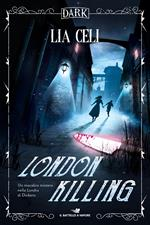 DARK
LIA CELI
Un macabro mistero
nella Londra
di Dickens
LONDON
KILLING
IL BATTELLO A VAPORE